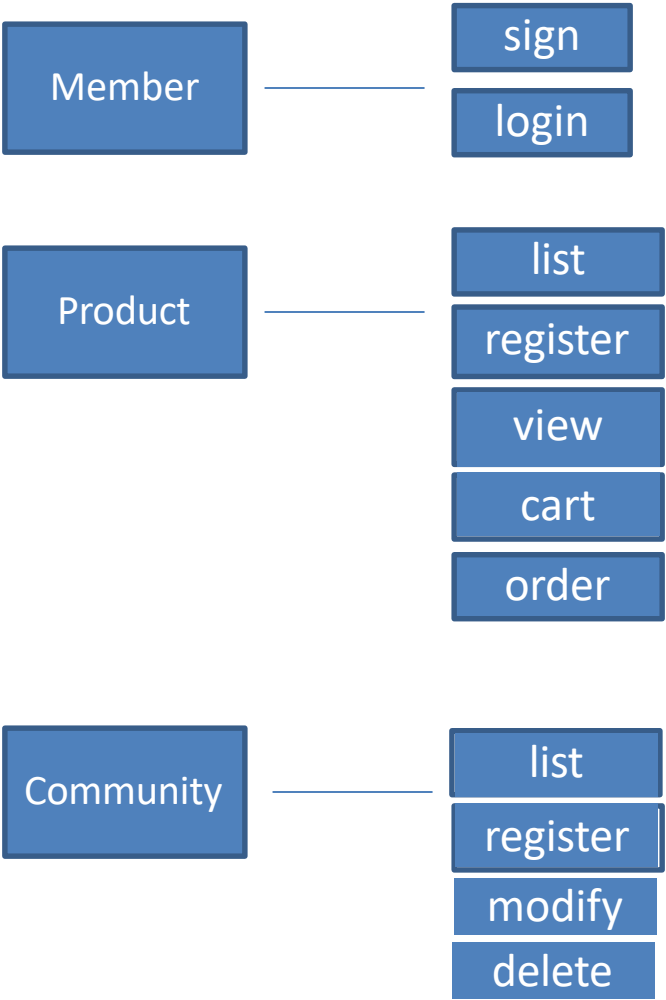 Member
sign
login
Product
list
register
view
cart
order
Community
list
register
modify
delete